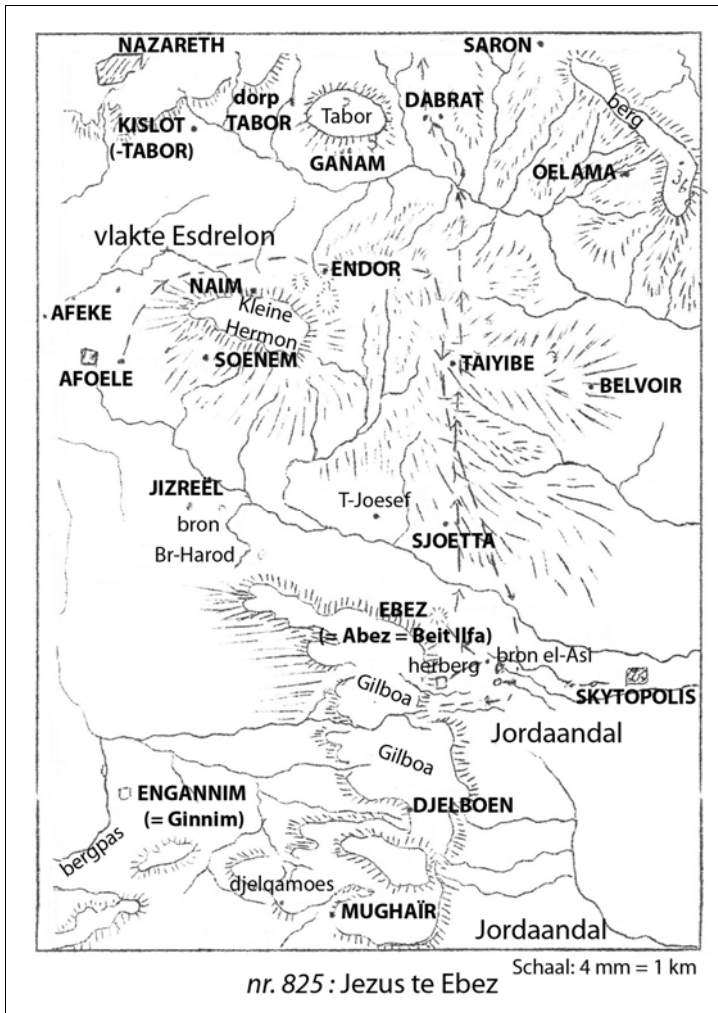 NAZARETH
SARON
dorp
TABOR
Tabor
DABRAT
berg
KISLOT
(-TABOR)
GANAM
OELAMA
vlakte Esdrelon
ENDOR
NAIM
AFEKE
Kleine
Hermon
SOENEM
TAIYIBE
AFOELE
BELVOIR
JIZREËL
bron
T-Joesef
Br-Harod
SJOETTA
EBEZ
(= Abez = Beit Ilfa)
herberg
bron el-Asi
Gilboa
SKYTOPOLIS
Jordaandal
Gilboa
ENGANNIM
(= Ginnim)
DJELBOEN
bergpas
djelqamoes
MUGHAÏR
Jordaandal
Schaal: 4 mm = 1 km
nr. 825 : Jezus te Ebez